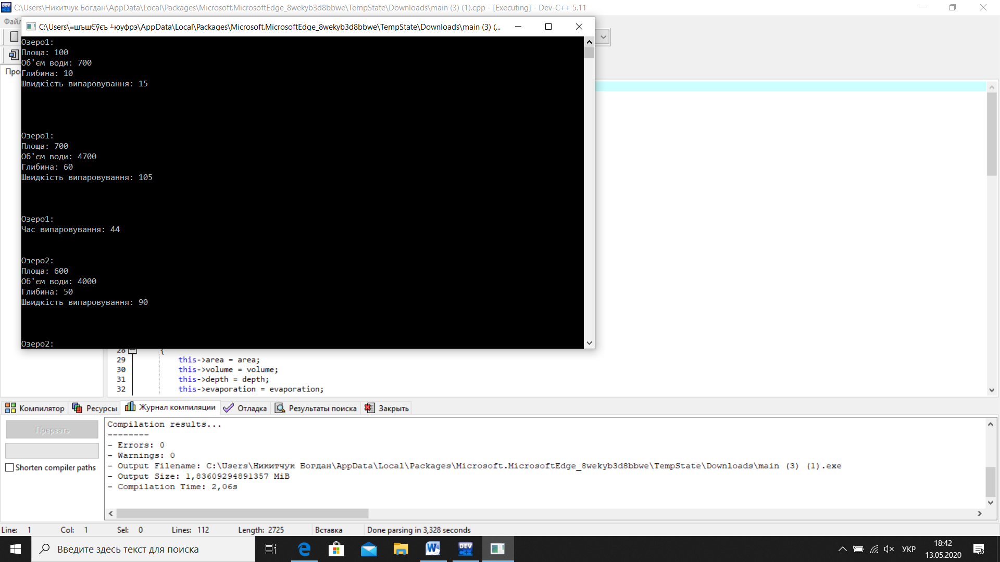 C:\Users\Никитчук Богдан\AppData\Local\Packages\Microsoft.MicrosoftEdge_8wekyb3d8bbwe\TempState\Downloads\main (3) (1).cpp - [Executing] - Dev-C++ 5.11
Файл
C:\Users\=шъшЄўєъ ┴юуфрэ\AppData\Local\Packages\Microsoft.MicrosoftEdge_8wekyb3d8bbwe\TempState\Downloads\main (3) (...
Озеро1:
Площа: 100
Об'єм води: 700
Глибина: 10
Швидкість випаровування: 15
Озеро1:
Площа: 700
Об'єм води: 4700
Глибина: 60
Швидкість випаровування: 105
Озеро1:
Час випаровування: 44
Озеро2:
Площа: 600
Об'єм води: 4000
Глибина: 50
Швидкість випаровування: 90
Озеро2:
28 {
29 this->area = area;
30 this->volume = volume;
31 this->depth = depth;
32 this->evaporation = evaporation;
Компилятор Ресурсы Журнал компиляции Отладка Результаты поиска Закрыть
Прервать
Shorten compiler paths
Compilation results...
--------
- Errors: 0
- Warnings: 0
- Output Filename: C:\Users\Никитчук Богдан\AppData\Local\Packages\Microsoft.MicrosoftEdge_8wekyb3d8bbwe\TempState\Downloads\main (3) (1).exe
- Output Size: 1,83609294891357 MiB
- Compilation Time: 2,06s
Line: 1 Col: 1 Sel: 0 Lines: 112 Length: 2725 Вставка Done parsing in 3,328 seconds
Введите здесь текст для поиска
УКР
18:42
13.05.2020